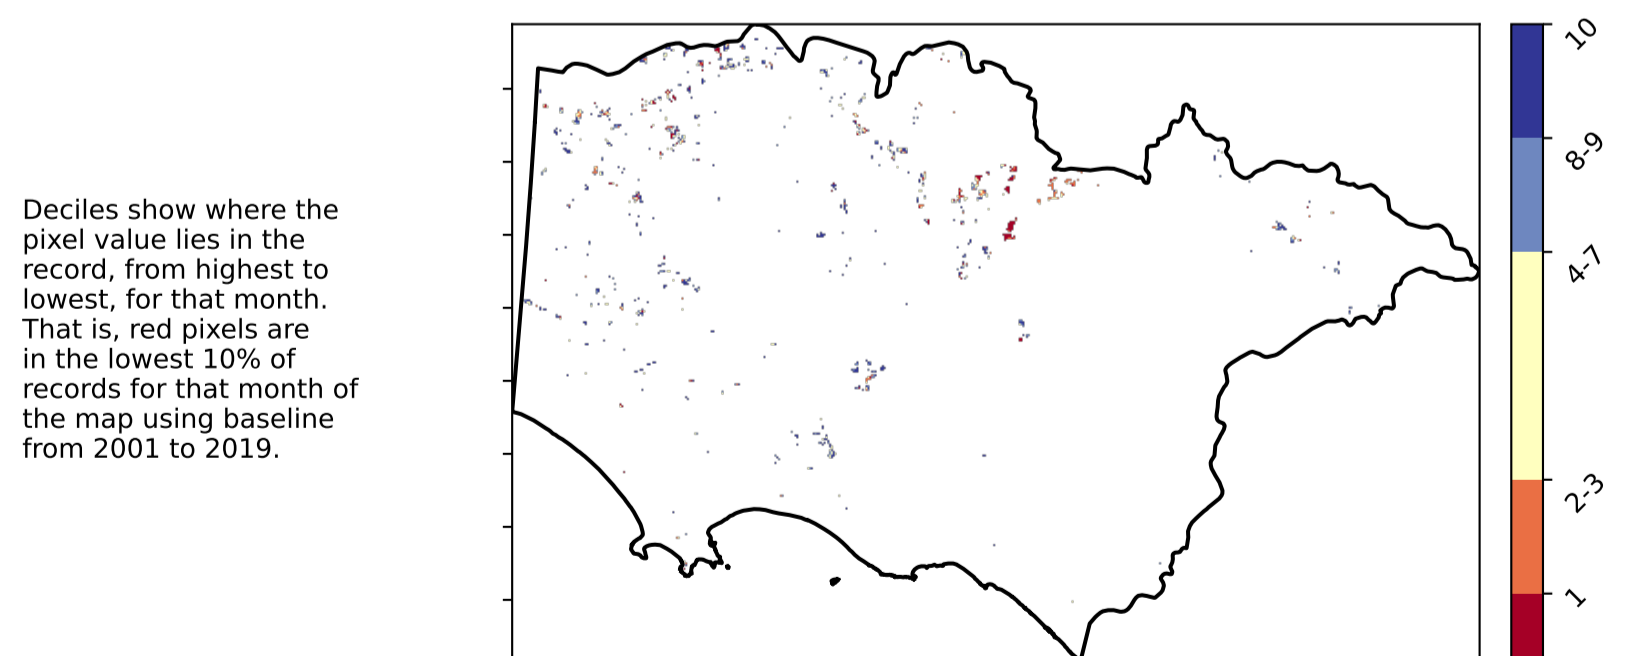 Deciles show where the
pixel value lies in the
record, from highest to
lowest, for that month.
That is, red pixels are
in the lowest 10% of
records for that month of
the map using baseline
from 2001 to 2019.
10
8-9
4-7
2-3
1